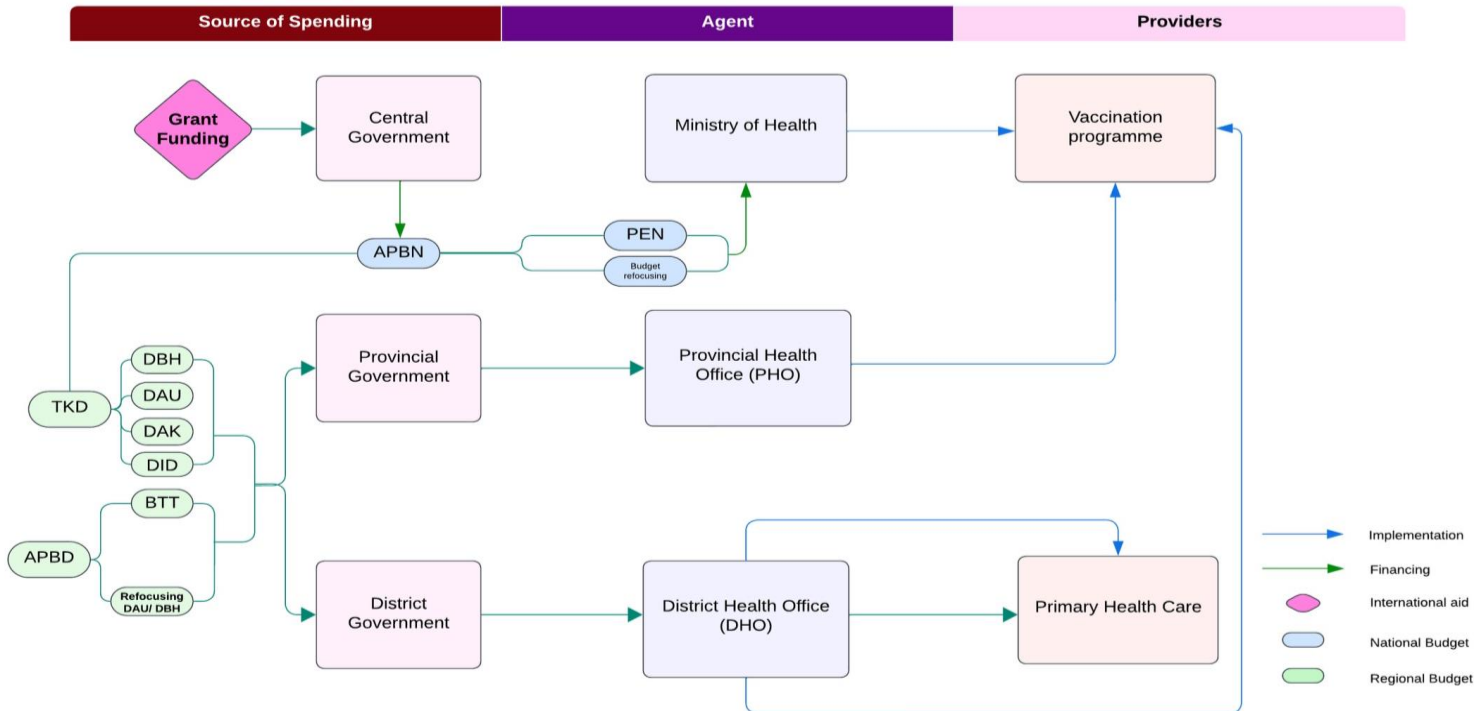 Source of Spending
Agent
Providers
Grant
Funding
Central
Government
Ministry of Health
Vaccination
programme
APBN
PEN
Budget
refocusing
Provincial
Government
Provincial Health
Office (PHO)
TKD
DBH
DAU
DAK
DID
BTT
APBD
Refocusing
DAU/ DBH
District
Government
District Health Office
(DHO)
Primary Health Care
Implementation
Financing
International aid
National Budget
Regional Budget